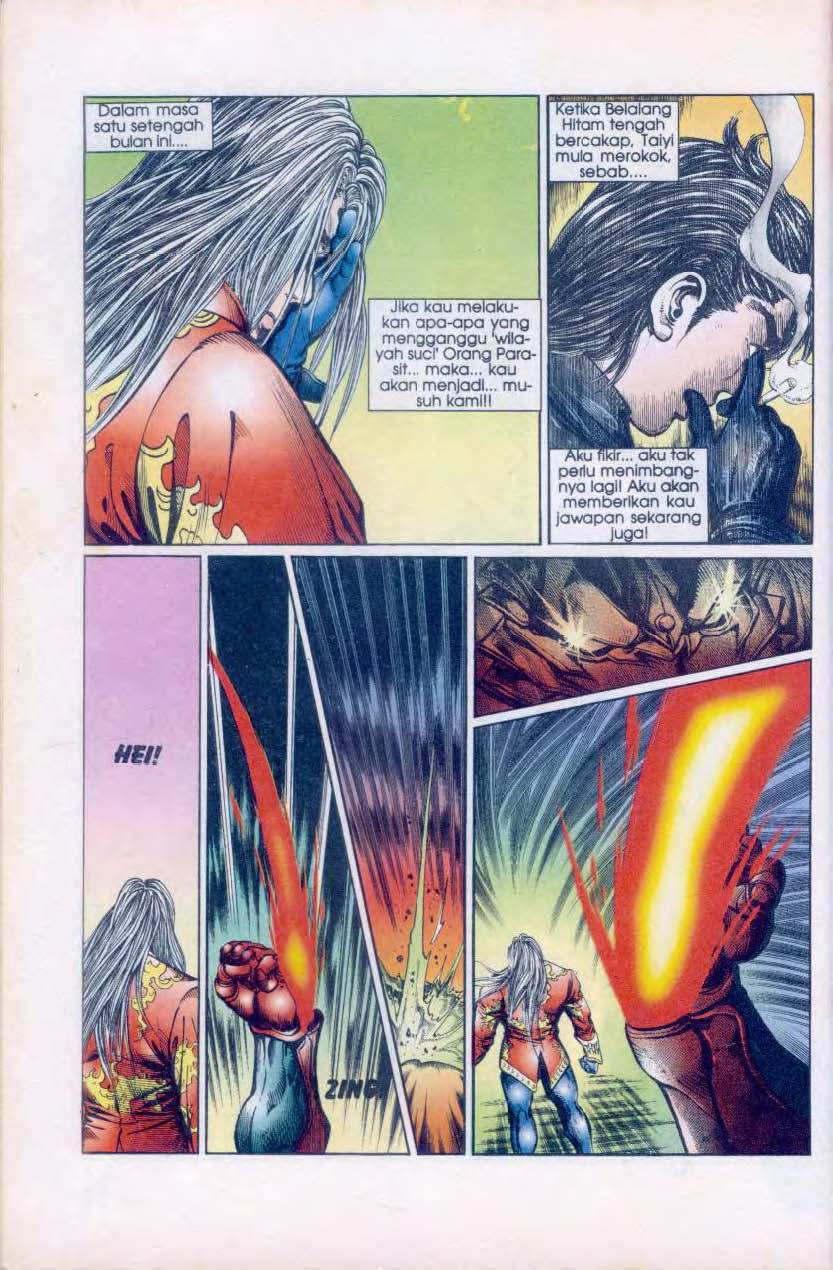 Dalam masa
satu setengah
bulan ini....
Jika kau melaku-
kan apa-apa yang
mengganggu 'wila-
yah suci' Orang Para-
sit... maka... kau
akan menjadi... mu-
suh kami!!
Ketika Belalang
Hitam tengah
bercakap, Taiyi
mula merokok,
sebab....
Aku fikir... aku tak
perlu menimbang-
nya lagi! Aku akan
memberikan kau
jawapan sekarang
juga!
HEI!
ZING!